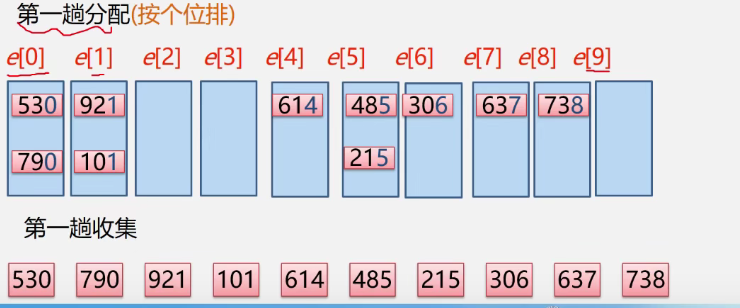 第一趟分配(按个位排)
e[0] e[1] e[2] e[3] e[4] e[5] e[6] e[7] e[8] e[9]
530 921 614 485 306 637 738
790 101 215
第一趟收集
530 790 921 101 614 485 215 306 637 738